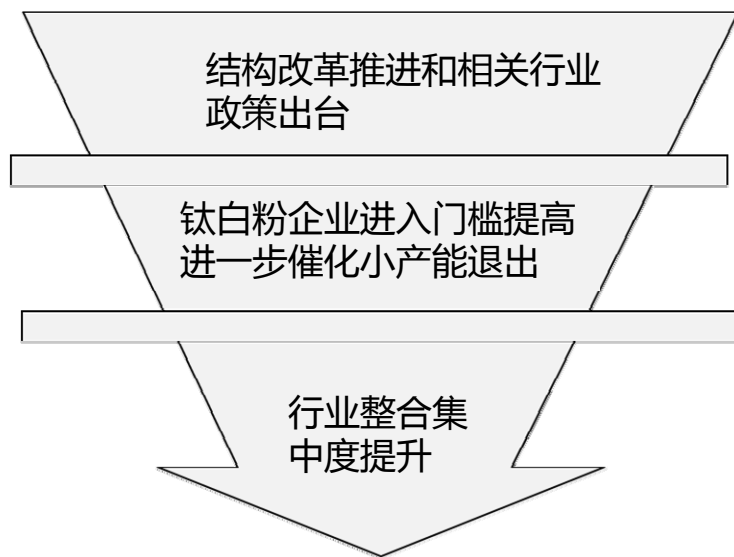 结构改革推进和相关行业
政策出台
钛白粉企业进入门槛提高
进一步催化小产能退出
行业整合集
中度提升